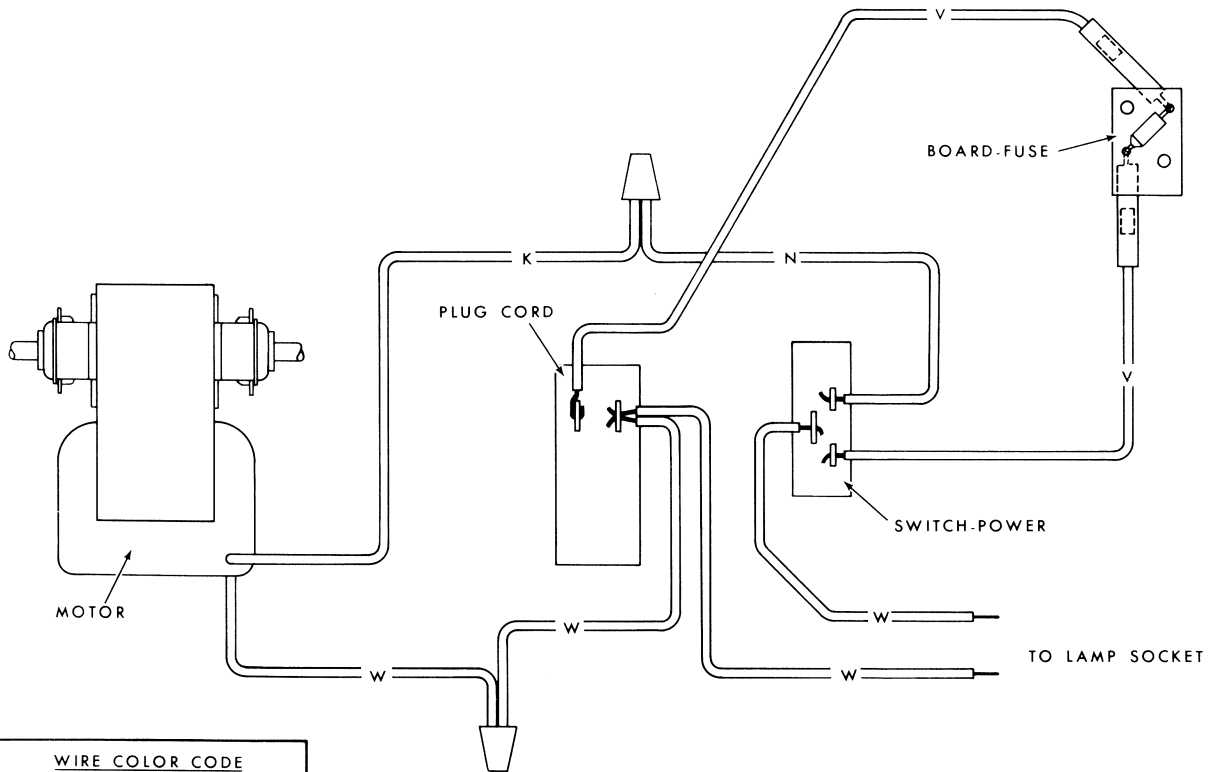 V
BOARD-FUSE
K
N
PLUG CORD
V
SWITCH-POWER
MOTOR
W
W
TO LAMP SOCKET
W
W
WIRE COLOR CODE